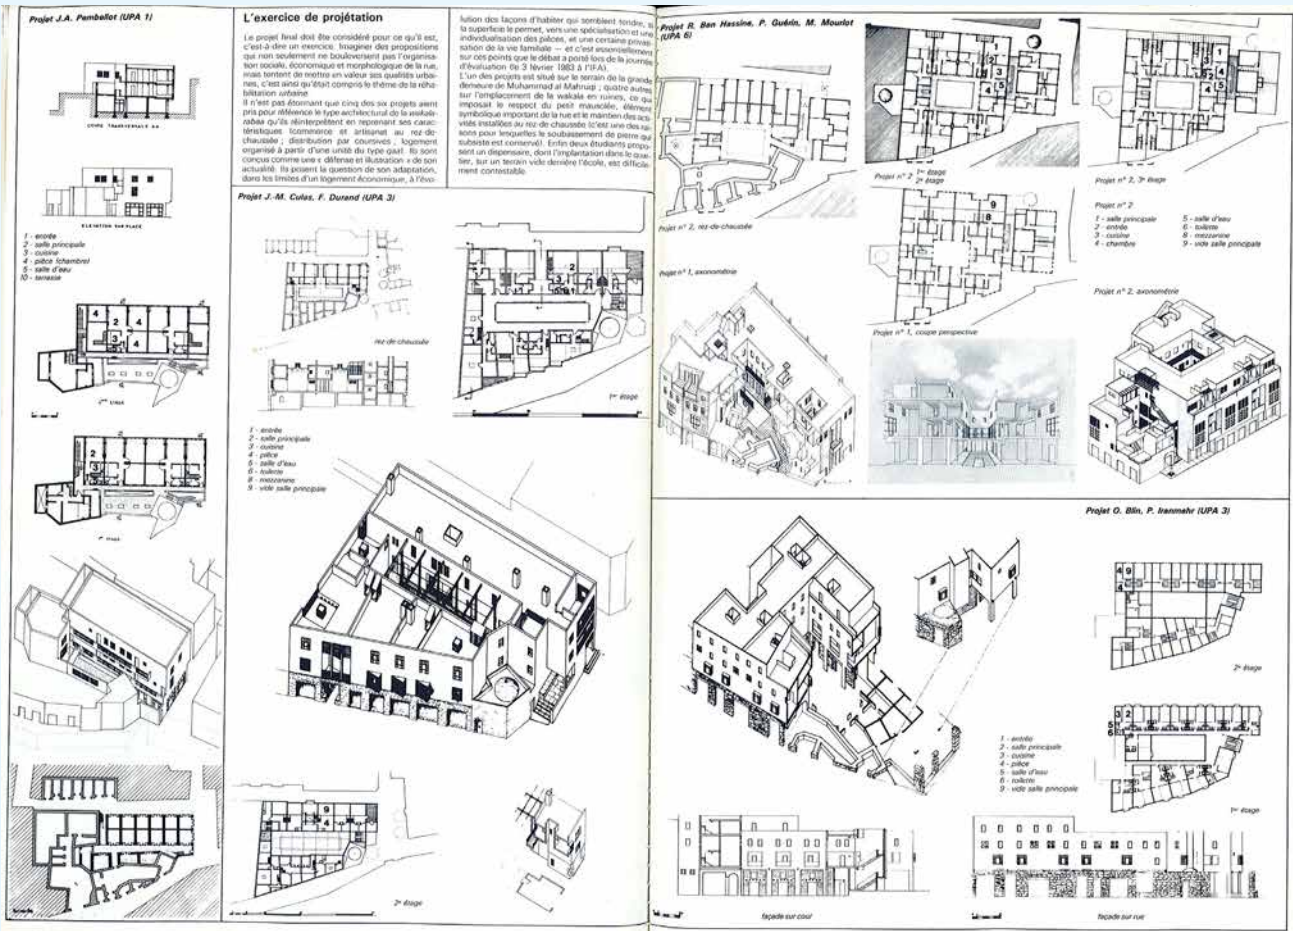 Projet J.A. Pembellot (UPA 1)
COUPE TRANSVERSALE AA
ELEVATION SUR PLACE
1 - entrée
2 - salle principale
3 - cuisine
4 - pièce (chambre)
5 - salle d'eau
10 - terrasse
4
4
2
3
4
2
3
L'exercice de projétation
Le projet final doit être considéré pour ce qu'il est,
c'est-à-dire un exercice. Imaginer des propositions
qui non seulement ne bouleversent pas l'organisa-
tion sociale, économique et morphologique de la rue,
mais tentent de mettre en valeur ses qualités urbai-
nes, c'est ainsi qu'était compris le thème de la réha-
bilitation urbaine
Il n'est pas étonnant que cinq des six projets aient
pris pour référence le type architectural de la wakala-
rabaa qu'ils réinterprètent en reprenant ses carac-
téristiques (commerce et artisanat au rez-de-
chaussée ; distribution par coursives ; logement
organisé à partir d'une unité du type qaa). Ils sont
conçus comme une « défense et illustration » de son
actualité. Ils posent la question de son adaptation,
dans les limites d'un logement économique, à l'évo-
lution des façons d'habiter qui semblent tendre, si
la superficie le permet, vers une spécialisation et une
individualisation des pièces, et une certaine privati-
sation de la vie familiale — et c'est essentiellement
sur ces points que le débat a porté lors de la journée
d'évaluation (le 3 février 1983 à l'IFA).
L'un des projets est situé sur le terrain de la grande
demeure de Muhammad al Mahruqi ; quatre autres
sur l'emplacement de la wakala en ruines, ce qui
imposait le respect du petit mausolée, élément
symbolique important de la rue et le maintien des acti-
vités installées au rez-de-chaussée (c'est une des rai-
sons pour lesquelles le soubassement de pierre qui
subsiste est conservé). Enfin deux étudiants propo-
sent un dispensaire, dont l'implantation dans le quar-
tier, sur un terrain vide derrière l'école, est difficile-
ment contestable.
Projet J.-M. Culas, F. Durand (UPA 3)
rez-de-chaussée
1er étage
1 - entrée
2 - salle principale
3 - cuisine
4 - pièce
5 - salle d'eau
6 - toilette
8 - mezzanine
9 - vide salle principale
2e étage
Projet R. Ben Hassine, P. Guérin, M. Mourlot
(UPA 6)
Projet n° 2, rez-de-chaussée
Projet n° 2 1er étage
2e étage
Projet n° 2, 3e étage
Projet n° 2
1 - salle principale
2 - entrée
3 - cuisine
4 - chambre
5 - salle d'eau
6 - toilette
8 - mezzanine
9 - vide salle principale
Projet n° 1, axonométrie
Projet n° 1, coupe perspective
Projet n° 2, axonométrie
Projet O. Blin, P. Iranmehr (UPA 3)
2e étage
1 - entrée
2 - salle principale
3 - cuisine
4 - pièce
5 - salle d'eau
6 - toilette
9 - vide salle principale
1er étage
façade sur cour
façade sur rue